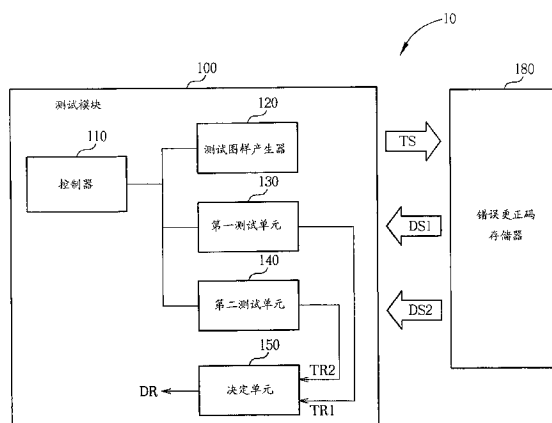 10
100
180
测试模块
120
110
TS
测试图样产生器
控制器
130
第一测试单元
错误更正码
存储器
DS1
140
第二测试单元
DS2
150
决定单元
TR2
DR
TR1